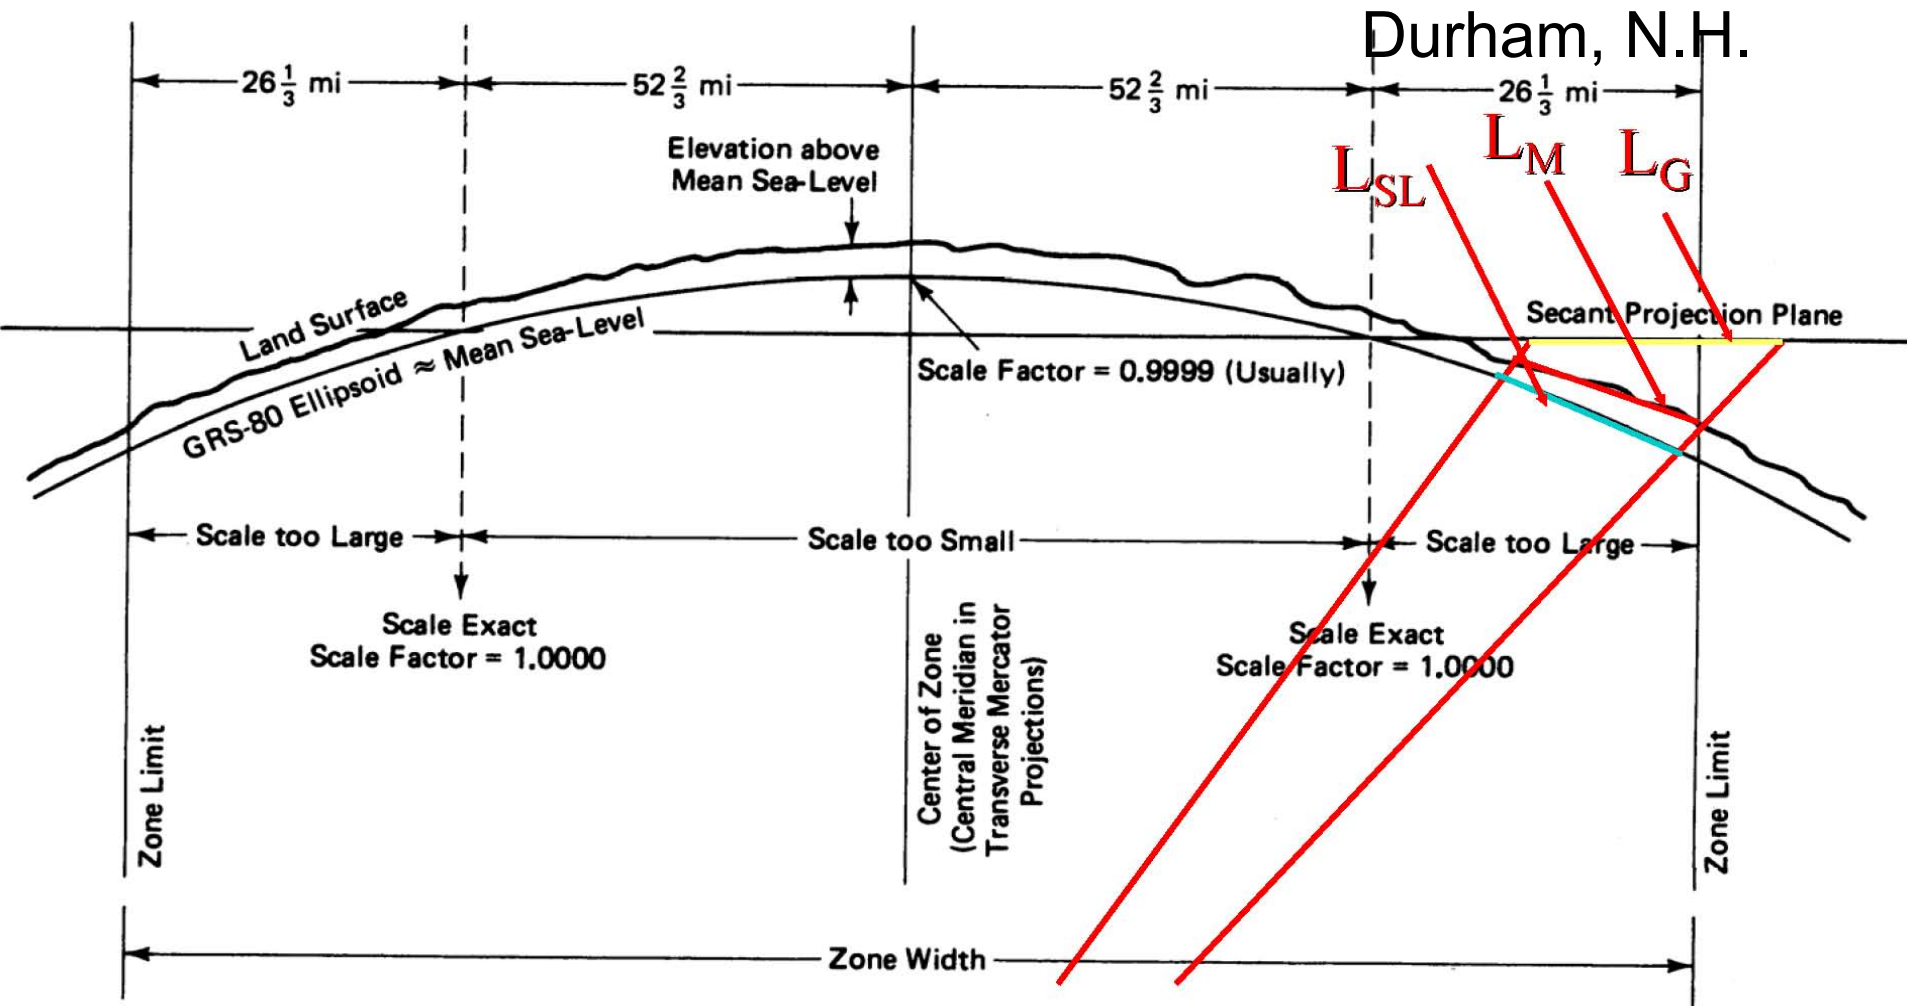 Durham, N.H.
26 1/3 mi
52 2/3 mi
52 2/3 mi
26 1/3 mi
L_SL
L_M
L_G
Elevation above
Mean Sea-Level
Land Surface
GRS-80 Ellipsoid ≈ Mean Sea-Level
Secant Projection Plane
Scale Factor = 0.9999 (Usually)
Scale too Large
Scale too Small
Scale too Large
Scale Exact
Scale Factor = 1.0000
Scale Exact
Scale Factor = 1.0000
Zone Limit
Center of Zone
(Central Meridian in
Transverse Mercator
Projections)
Zone Limit
Zone Width